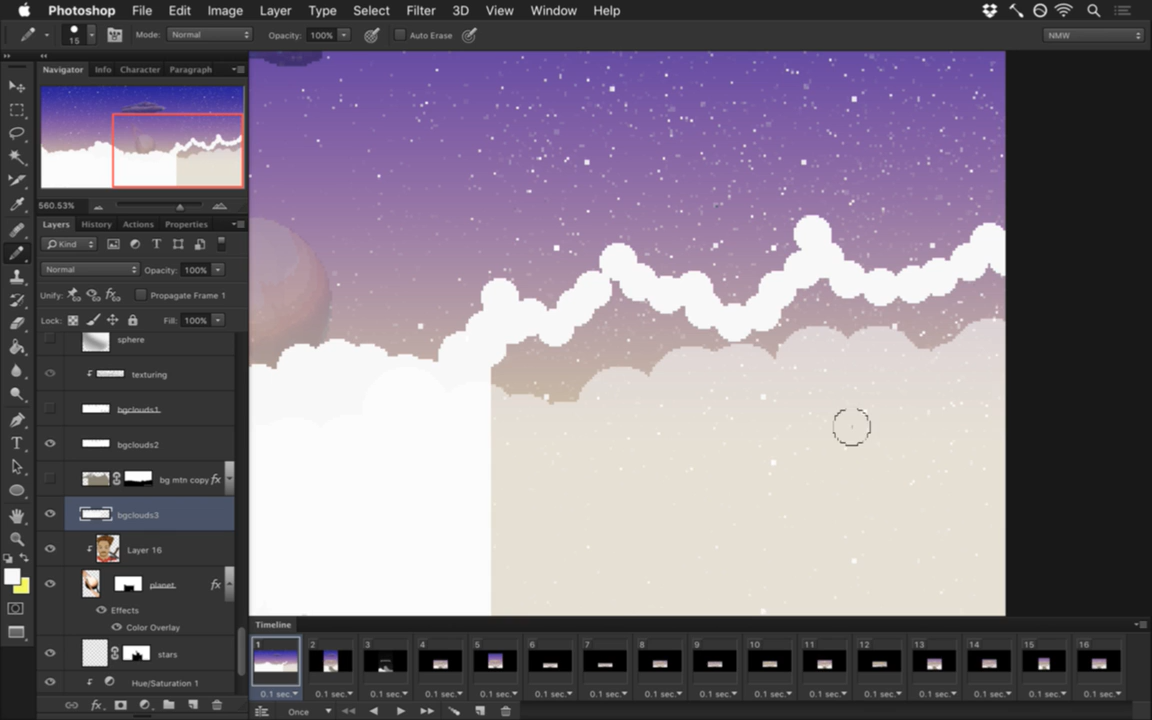 Photoshop File Edit Image Layer Type Select Filter 3D View Window Help
15 Mode: Normal Opacity: 100% Auto Erase NMW
Navigator Info Character Paragraph
560.53%
Layers History Actions Properties
Kind
Normal Opacity: 100%
Unify: Propagate Frame 1
Lock: Fill: 100%
sphere
texturing
bgclouds1
bgclouds2
bg mtn copy fx
bgclouds3
Layer 16
planet fx
Effects
Color Overlay
stars
Hue/Saturation 1
fx
Timeline
1 2 3 4 5 6 7 8 9 10 11 12 13 14 15 16
0.1 sec. 0.1 sec. 0.1 sec. 0.1 sec. 0.1 sec. 0.1 sec. 0.1 sec. 0.1 sec. 0.1 sec. 0.1 sec. 0.1 sec. 0.1 sec. 0.1 sec. 0.1 sec. 0.1 sec. 0.1 sec.
Once